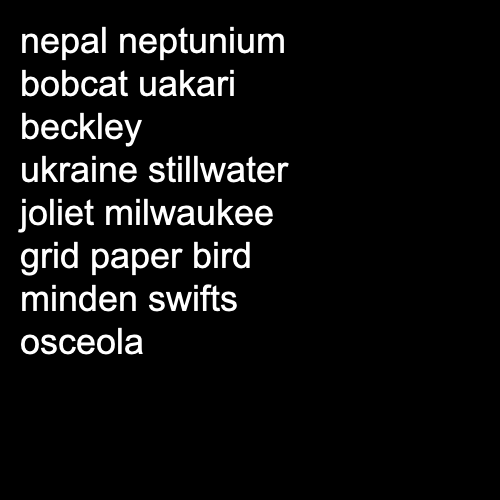 nepal neptunium
bobcat uakari
beckley
ukraine stillwater
joliet milwaukee
grid paper bird
minden swifts
osceola